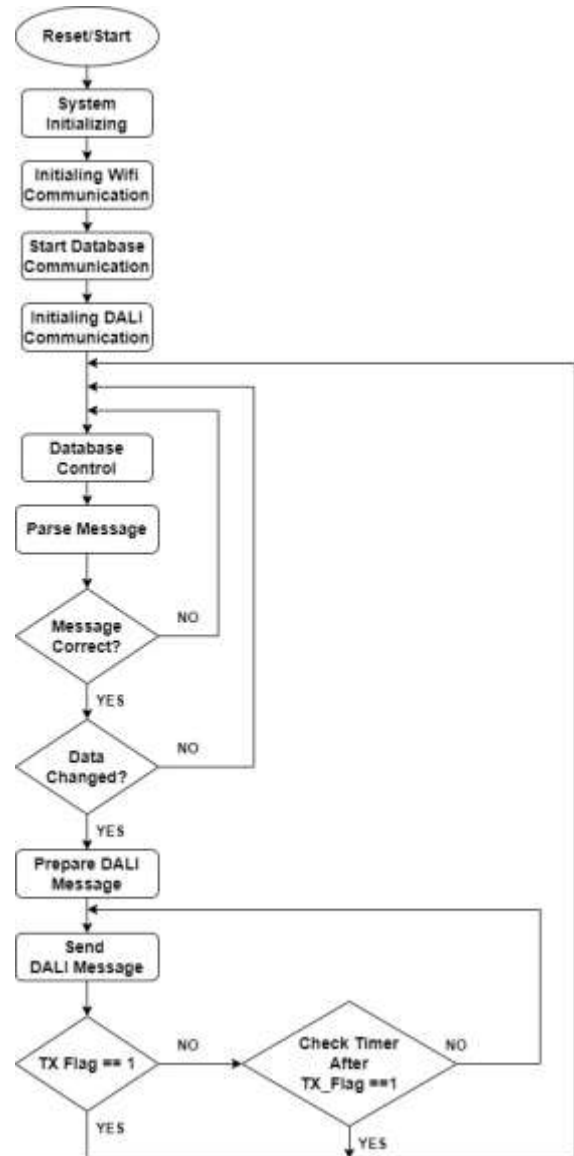 Reset/Start
System
Initializing
Initialing Wifi
Communication
Start Database
Communication
Initialing DALI
Communication
Database
Control
Parse Message
Message
Correct?
NO
YES
Data
Changed?
NO
YES
Prepare DALI
Message
Send
DALI Message
TX Flag == 1
NO
YES
Check Timer
After
TX_Flag ==1
NO
YES